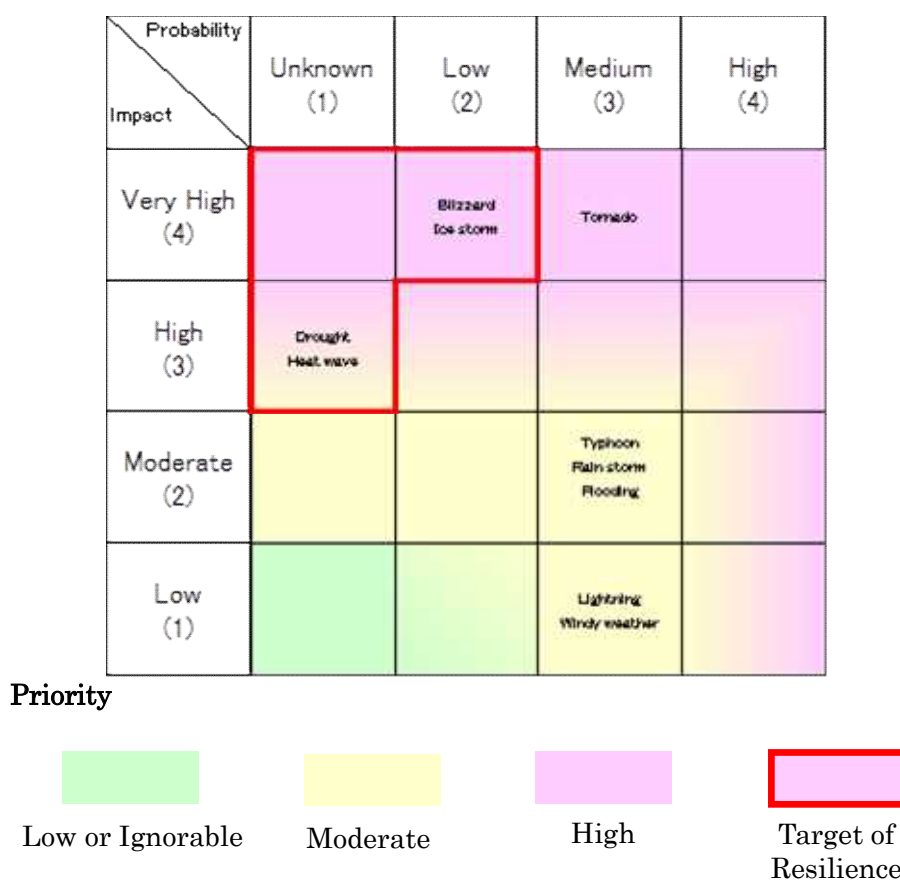 Probability
Impact
Unknown
(1)
Low
(2)
Medium
(3)
High
(4)
Very High
(4)
Blizzard
Ice storm
Tornado
High
(3)
Drought
Heat wave
Moderate
(2)
Typhoon
Rain storm
Flooding
Low
(1)
Lightning
Windy weather
Priority
Low or Ignorable
Moderate
High
Target of
Resilience